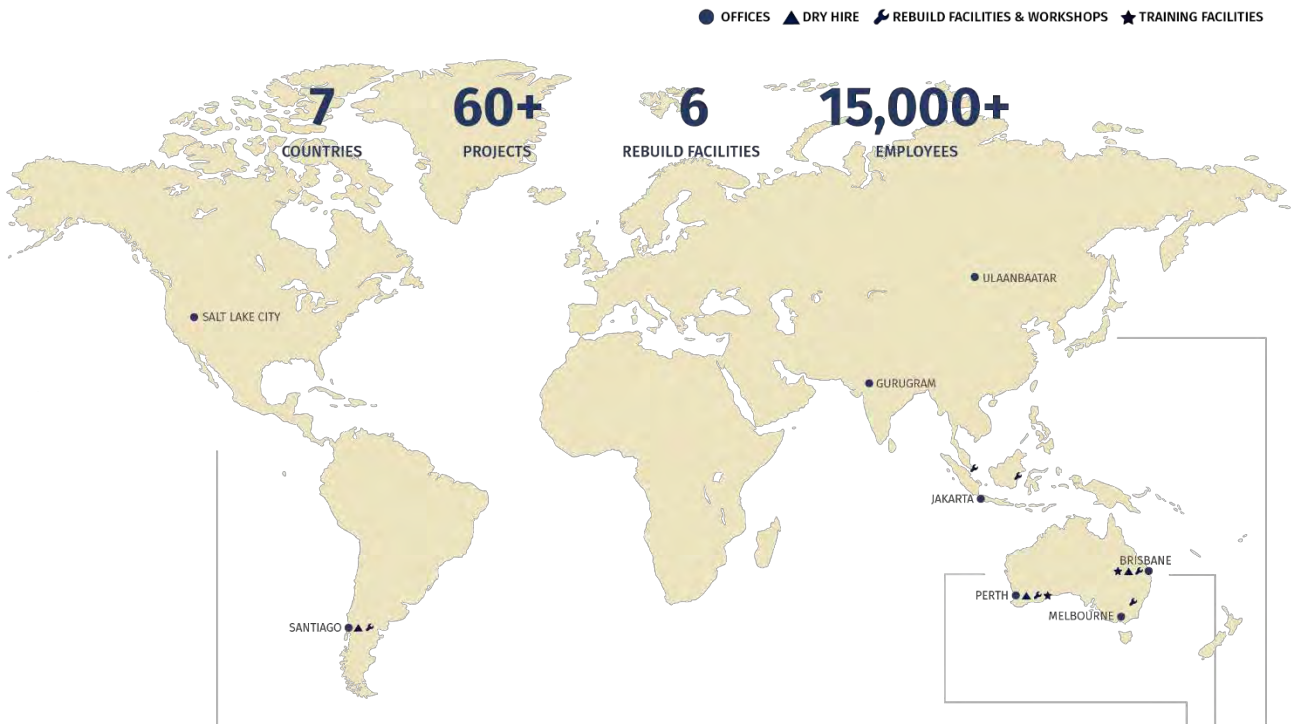 OFFICES DRY HIRE REBUILD FACILITIES & WORKSHOPS TRAINING FACILITIES
7 60+ 6 15,000+
COUNTRIES PROJECTS REBUILD FACILITIES EMPLOYEES
ULAANBAATAR
SALT LAKE CITY
GURUGRAM
JAKARTA
BRISBANE
PERTH
MELBOURNE
SANTIAGO